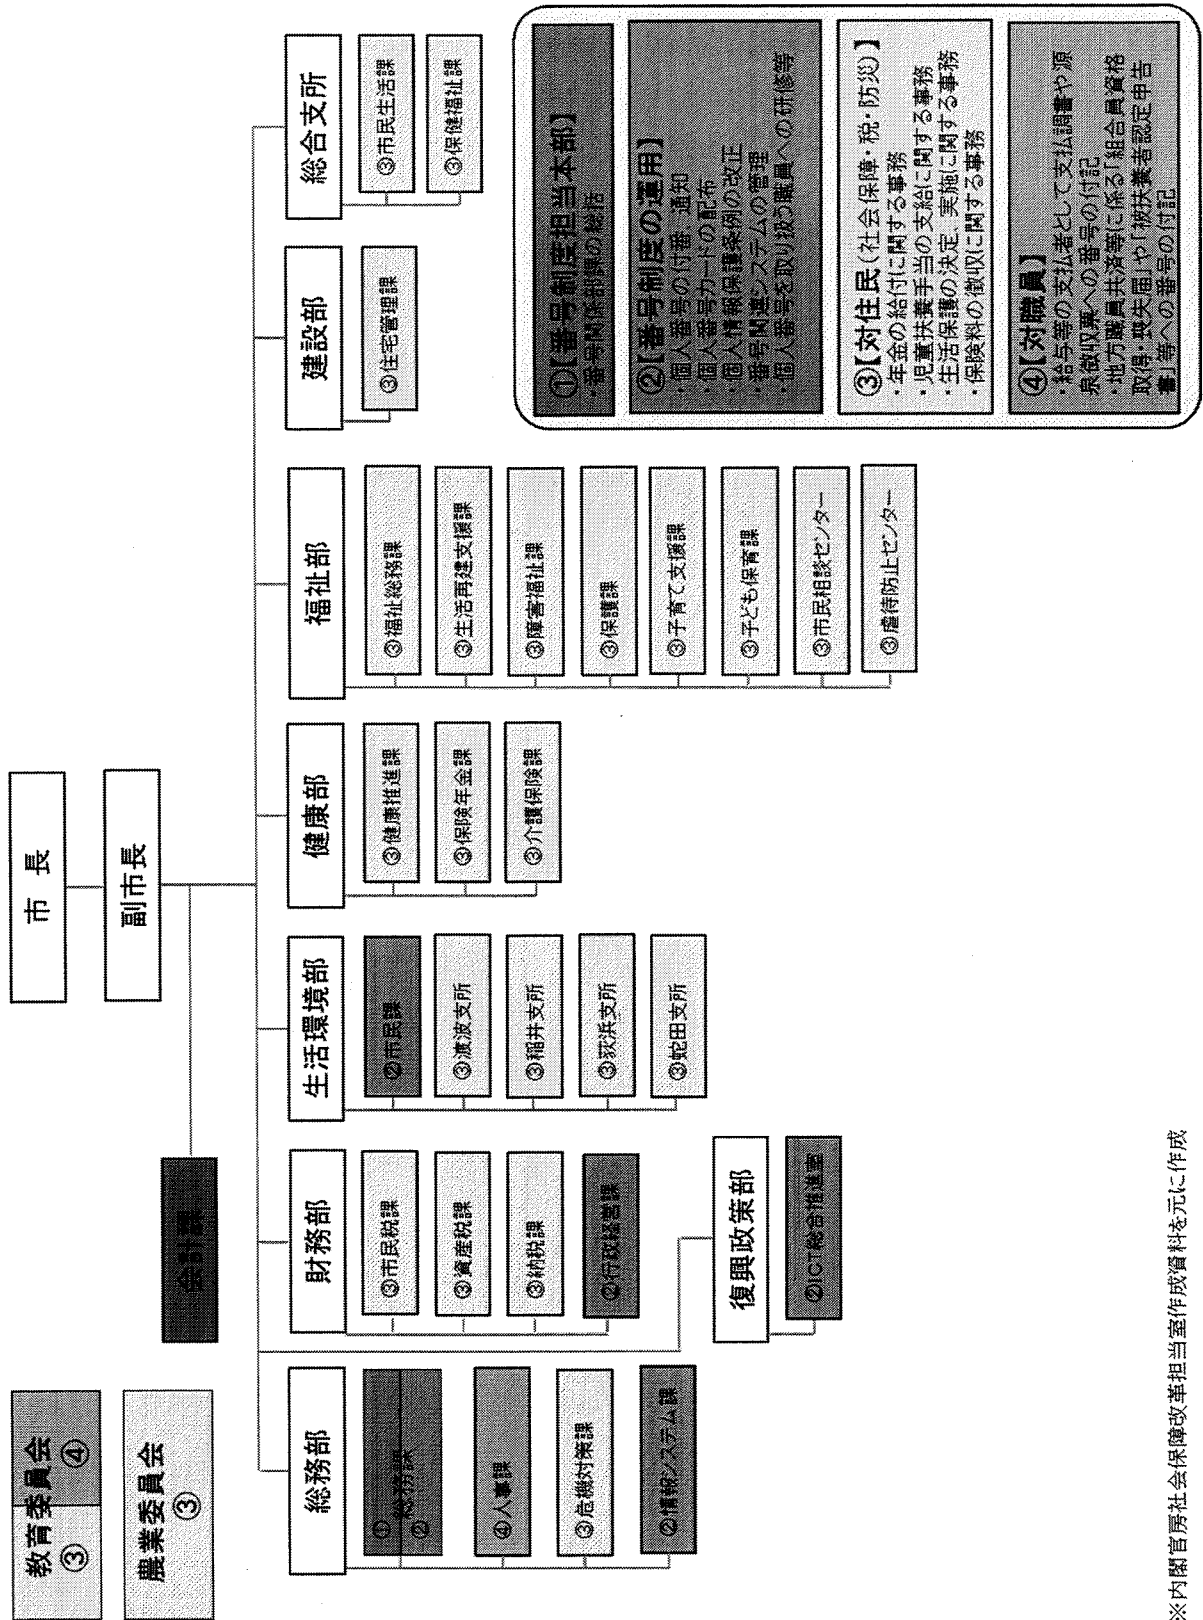 教育委員会
③ ④
農業委員会
③
市 長
副市長
会計課
総務部
①
総務課
②
④人事課
③危機対策課
②情報システム課
財務部
③市民税課
③資産税課
③納税課
②行政経営課
復興政策部
②ICT総合推進室
生活環境部
②市民課
③渡波支所
③稲井支所
③荻浜支所
③蛇田支所
健康部
③健康推進課
③保険年金課
③介護保険課
福祉部
③福祉総務課
③生活再建支援課
③障害福祉課
③保護課
③子育て支援課
③子ども保育課
③市民相談センター
③虐待防止センター
建設部
③住宅管理課
総合支所
③市民生活課
③保健福祉課
①【番号制度担当本部】
・番号関係部課の総括
②【番号制度の運用】
・個人番号の付番、通知
・個人番号カードの配布
・個人情報保護条例の改正
・番号関連システムの管理
・個人番号を取り扱う職員への研修等
③【対住民(社会保障・税・防災)】
・年金の給付に関する事務
・児童扶養手当の支給に関する事務
・生活保護の決定、実施に関する事務
・保険料の徴収に関する事務
④【対職員】
・給与等の支払者として支払調書や源
泉徴収票への番号の付記
・地方職員共済等に係る「組合員資格
取得・喪失届」や「被扶養者認定申告
書」等への番号の付記
※内閣官房社会保障改革担当室作成資料を元に作成